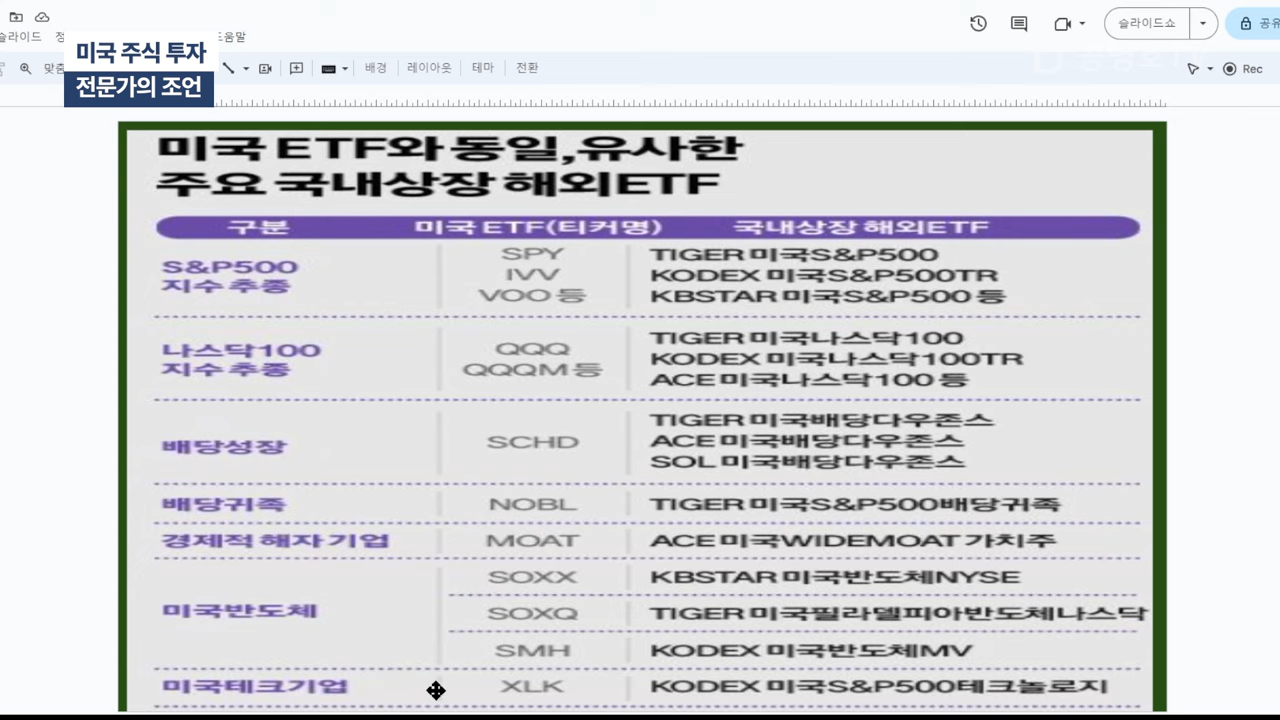 슬라이드
도움말
슬라이드쇼
공유
미국 주식 투자
전문가의 조언
맞춤
배경
레이아웃
테마
전환
Rec
미국 ETF와 동일,유사한
주요 국내상장 해외ETF
구분 미국 ETF(티커명) 국내상장 해외ETF
S&P500
지수 추종
SPY
IVV
VOO 등
TIGER 미국S&P500
KODEX 미국S&P500TR
KBSTAR 미국S&P500 등
나스닥100
지수 추종
QQQ
QQQM 등
TIGER 미국나스닥100
KODEX 미국나스닥100TR
ACE 미국나스닥100 등
배당성장
SCHD
TIGER 미국배당다우존스
ACE 미국배당다우존스
SOL 미국배당다우존스
배당귀족 NOBL TIGER 미국S&P500배당귀족
경제적 해자 기업 MOAT ACE 미국WIDEMOAT 가치주
미국반도체
SOXX KBSTAR 미국반도체NYSE
SOXQ TIGER 미국필라델피아반도체나스닥
SMH KODEX 미국반도체MV
미국테크기업 XLK KODEX 미국S&P500테크놀로지